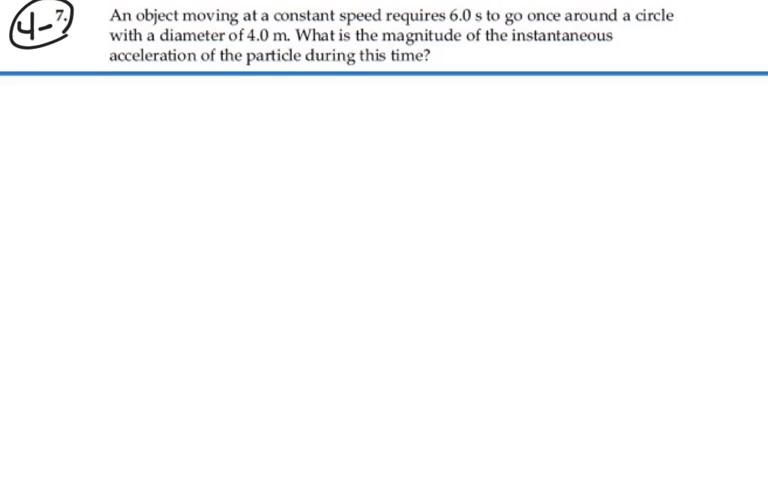 4-7.
An object moving at a constant speed requires 6.0 s to go once around a circle
with a diameter of 4.0 m. What is the magnitude of the instantaneous
acceleration of the particle during this time?